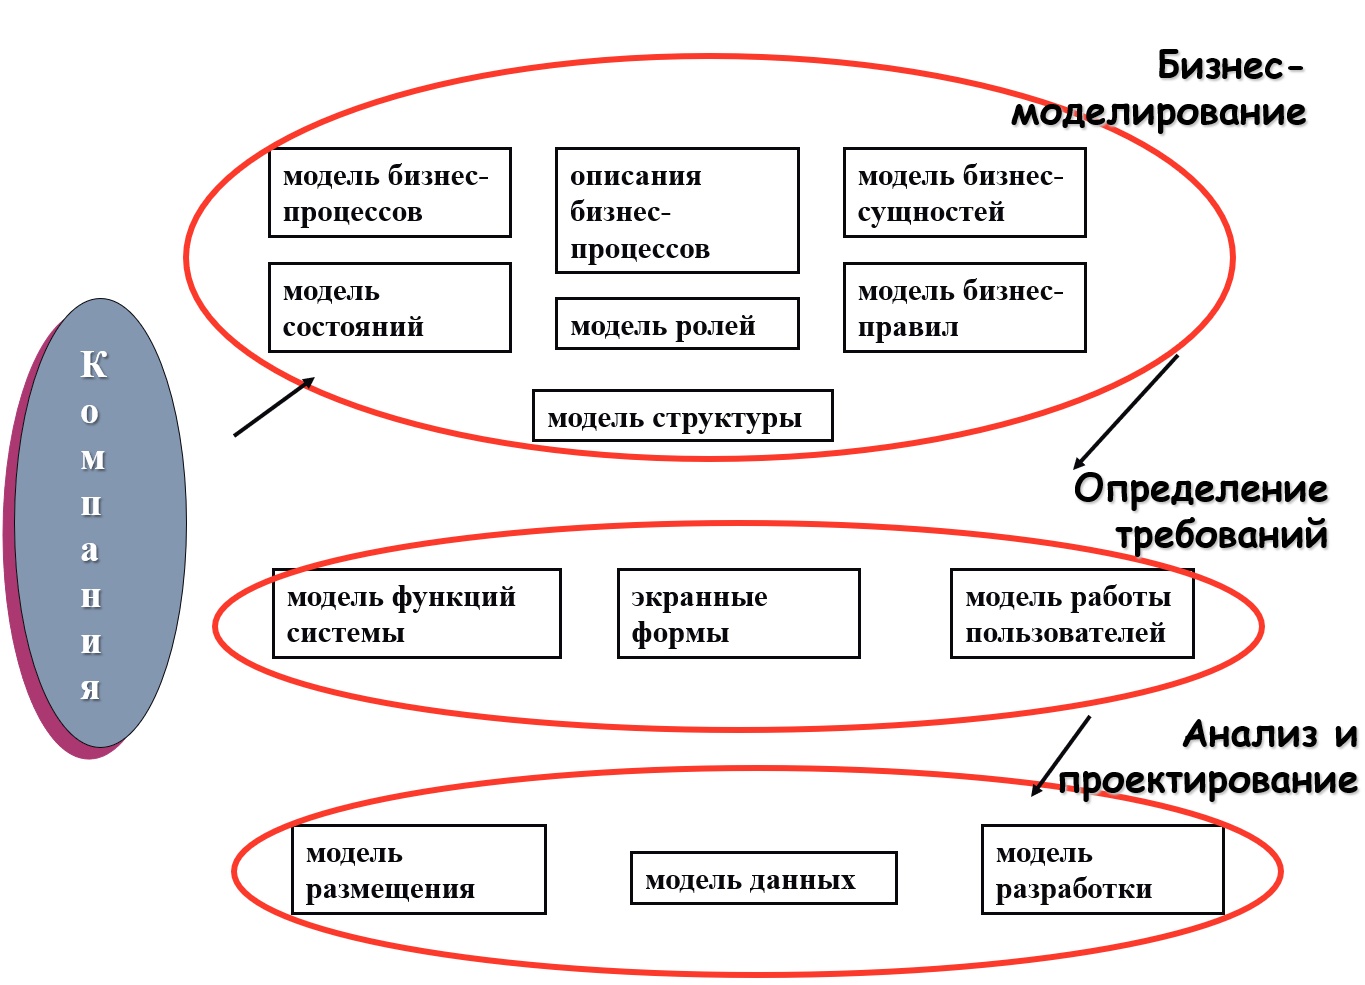 Бизнес-
моделирование
модель бизнес-
процессов
описания
бизнес-
процессов
модель бизнес-
сущностей
модель
состояний
модель ролей
модель бизнес-
правил
модель структуры
К
о
м
п
а
н
и
я
Определение
требований
модель функций
системы
экранные
формы
модель работы
пользователей
Анализ и
проектирование
модель
размещения
модель данных
модель
разработки